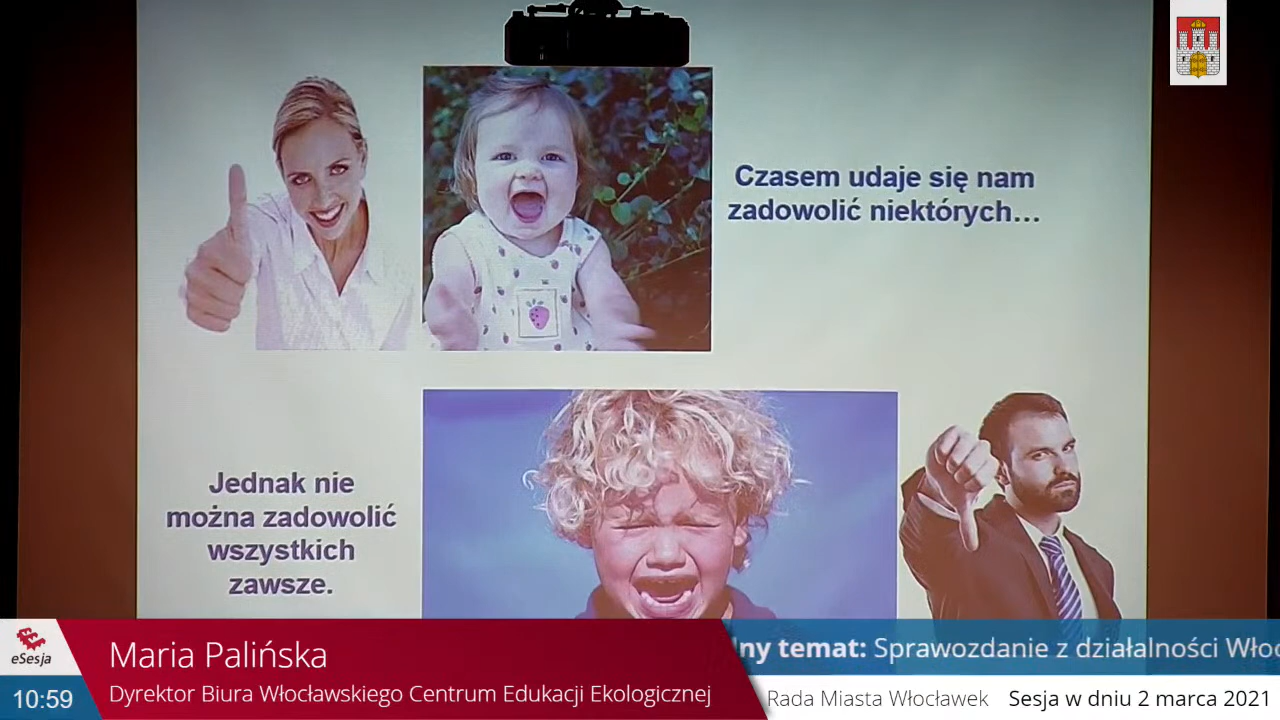 Czasem udaje się nam
zadowolić niektórych...
Jednak nie
można zadowolić
wszystkich
zawsze.
eSesja
10:59
Maria Palińska
Dyrektor Biura Włocławskiego Centrum Edukacji Ekologicznej
temat: Sprawozdanie z działalności
Rada Miasta Włocławek
Sesja w dniu 2 marca 2021